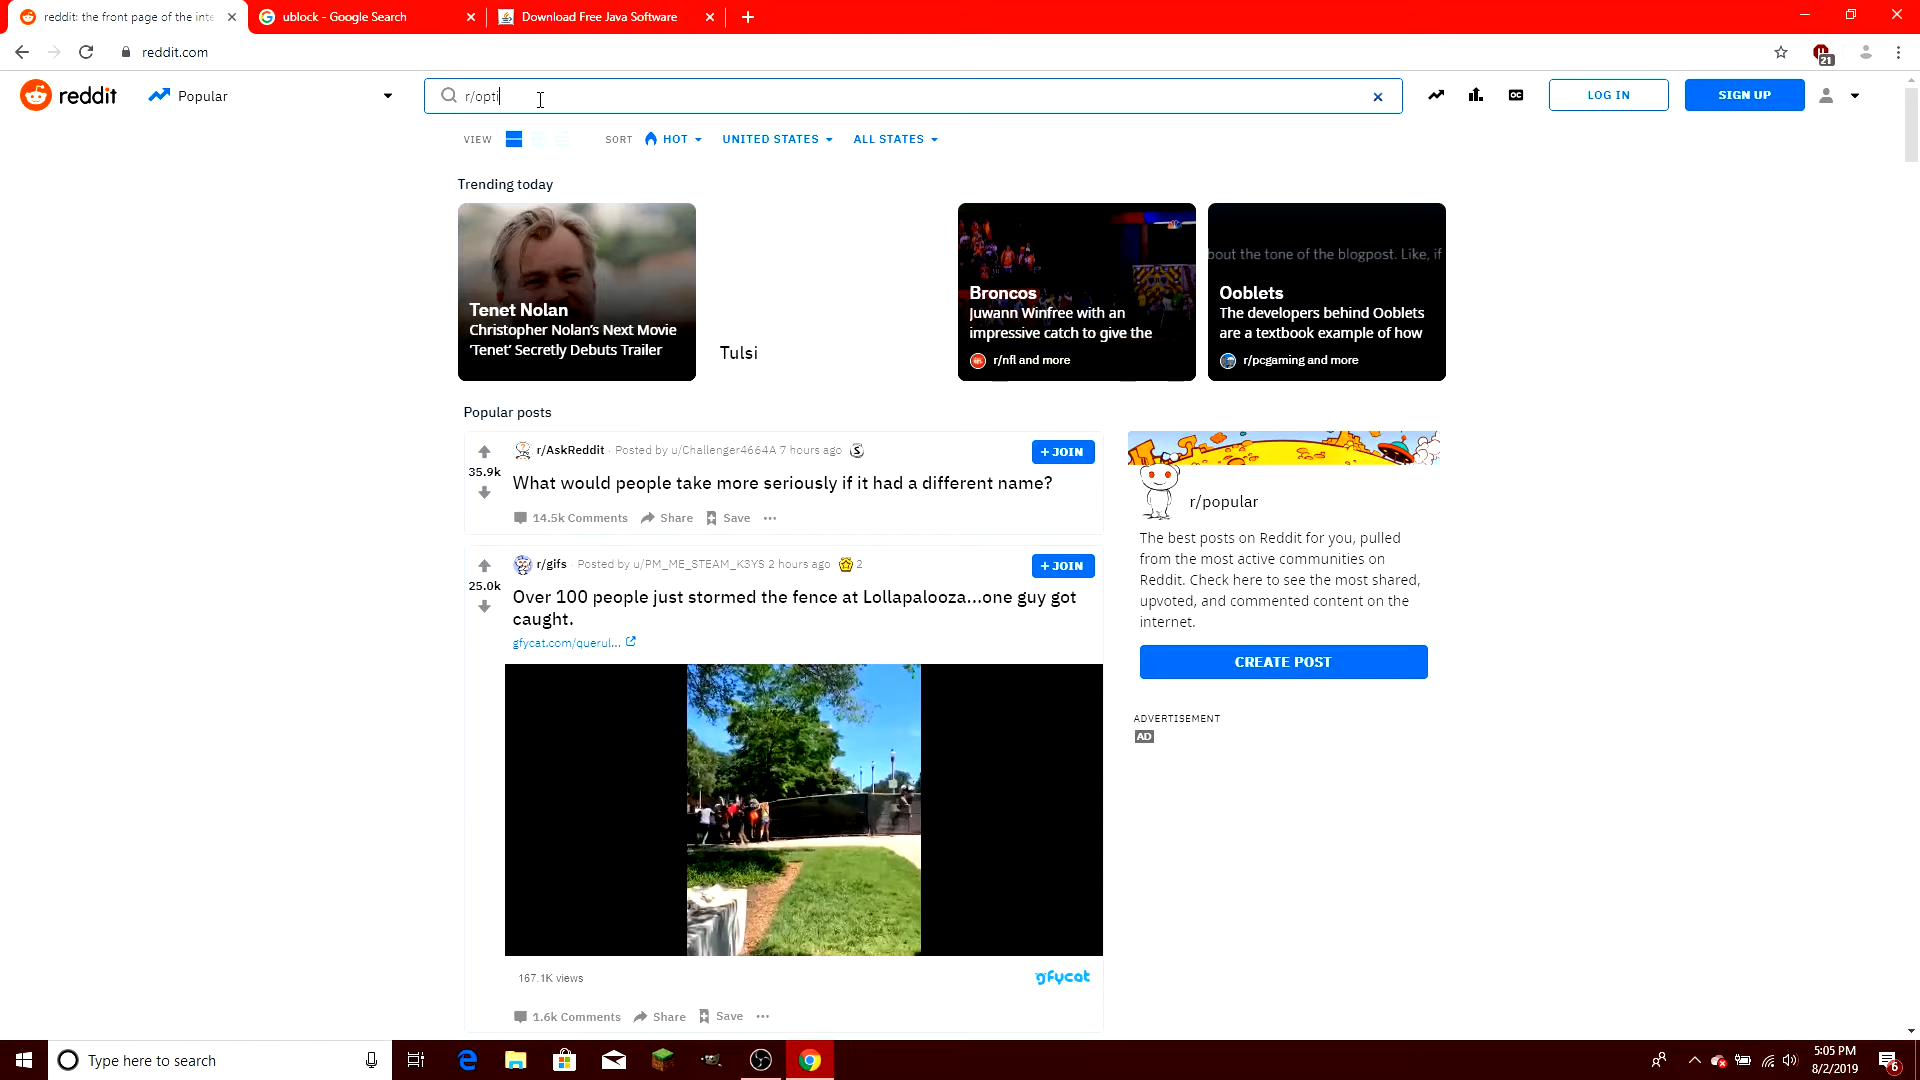 reddit: the front page of the inte
ublock - Google Search
Download Free Java Software
reddit.com
21
reddit
Popular
r/opti
LOG IN
SIGN UP
VIEW
SORT
HOT
UNITED STATES
ALL STATES
Trending today
Tenet Nolan
Christopher Nolan's Next Movie
'Tenet' Secretly Debuts Trailer
Tulsi
Broncos
Juwann Winfree with an
impressive catch to give the
r/nfl and more
bout the tone of the blogpost. Like, if
Ooblets
The developers behind Ooblets
are a textbook example of how
r/pcgaming and more
Popular posts
35.9k
r/AskReddit · Posted by u/Challenger4664A 7 hours ago
+ JOIN
What would people take more seriously if it had a different name?
14.5k Comments
Share
Save
25.0k
r/gifs · Posted by u/PM_ME_STEAM_K3YS 2 hours ago
2
+ JOIN
Over 100 people just stormed the fence at Lollapalooza...one guy got
caught.
gfycat.com/querul...
167.1K views
gfycat
1.6k Comments
Share
Save
r/popular
The best posts on Reddit for you, pulled
from the most active communities on
Reddit. Check here to see the most shared,
upvoted, and commented content on the
internet.
CREATE POST
ADVERTISEMENT
AD
Type here to search
5:05 PM
8/2/2019
6